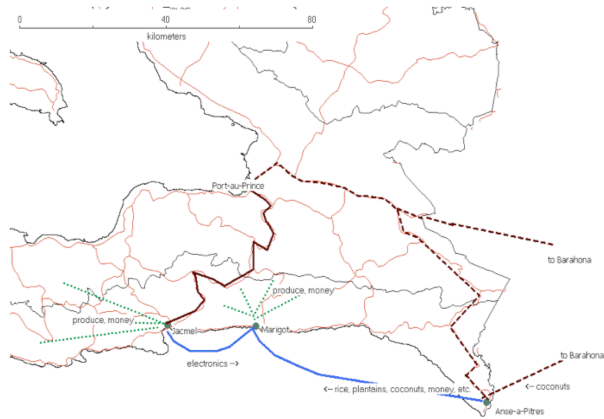 0 40 80
kilometers
Port-au-Prince
to Barahona
produce, money
produce, money
Jacmel
Marigot
to Barahona
electronics ->
<- rice, plantains, coconuts, money, etc.
<- coconuts
Anse-a-Pitres